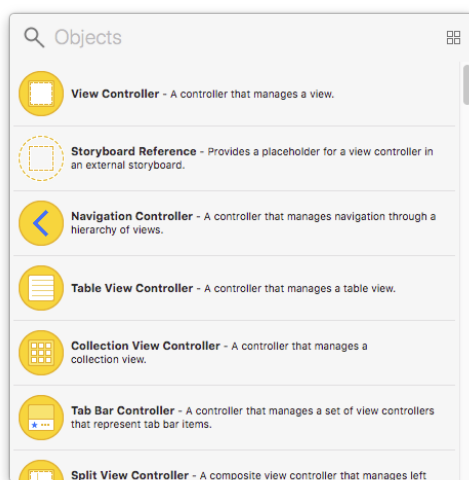 Objects
View Controller - A controller that manages a view.
Storyboard Reference - Provides a placeholder for a view controller in
an external storyboard.
Navigation Controller - A controller that manages navigation through a
hierarchy of views.
Table View Controller - A controller that manages a table view.
Collection View Controller - A controller that manages a
collection view.
Tab Bar Controller - A controller that manages a set of view controllers
that represent tab bar items.
Split View Controller - A composite view controller that manages left